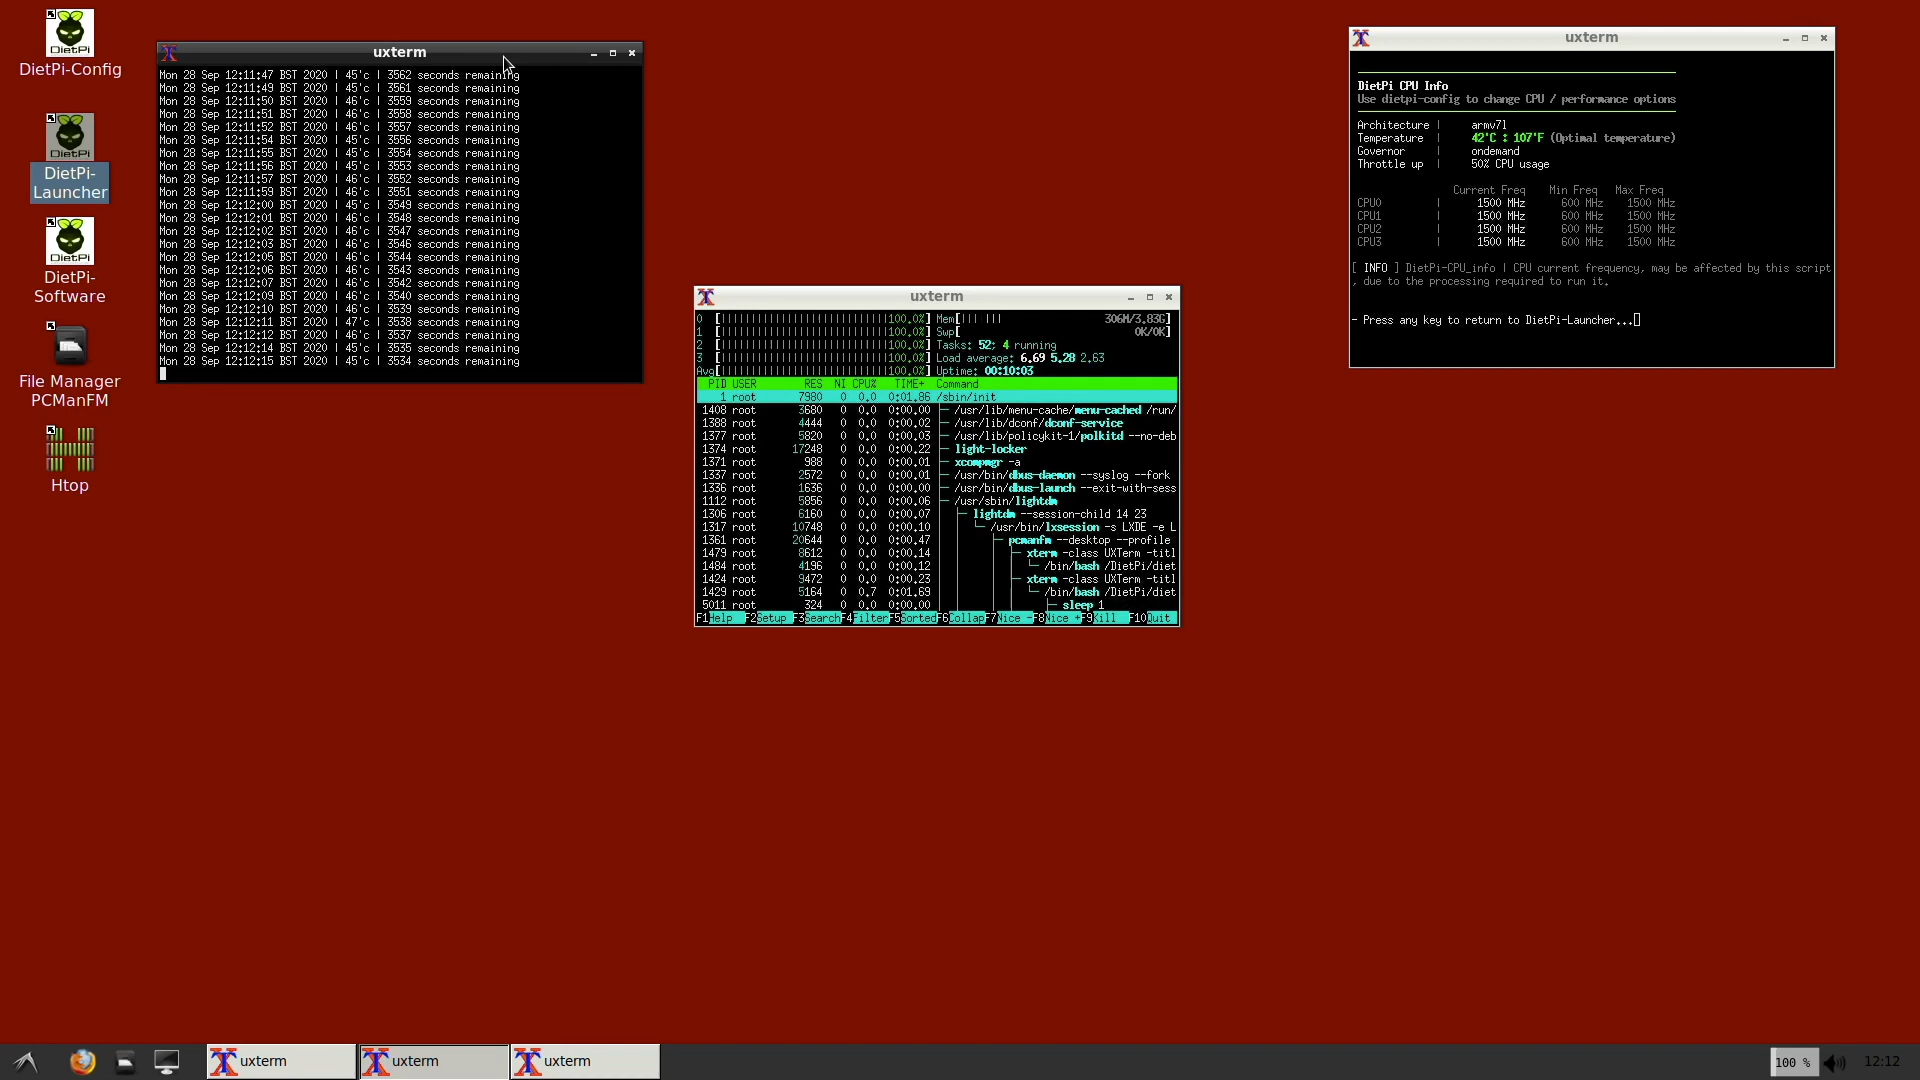 DietPi
DietPi-Config
DietPi
DietPi-
Launcher
DietPi
DietPi-
Software
File Manager
PCManFM
Htop
uxterm
Mon 28 Sep 12:11:47 BST 2020 | 45'c | 3562 seconds remaining
Mon 28 Sep 12:11:49 BST 2020 | 45'c | 3561 seconds remaining
Mon 28 Sep 12:11:50 BST 2020 | 46'c | 3559 seconds remaining
Mon 28 Sep 12:11:51 BST 2020 | 46'c | 3558 seconds remaining
Mon 28 Sep 12:11:52 BST 2020 | 46'c | 3557 seconds remaining
Mon 28 Sep 12:11:54 BST 2020 | 45'c | 3556 seconds remaining
Mon 28 Sep 12:11:55 BST 2020 | 45'c | 3554 seconds remaining
Mon 28 Sep 12:11:56 BST 2020 | 46'c | 3553 seconds remaining
Mon 28 Sep 12:11:57 BST 2020 | 46'c | 3552 seconds remaining
Mon 28 Sep 12:11:59 BST 2020 | 46'c | 3551 seconds remaining
Mon 28 Sep 12:12:00 BST 2020 | 45'c | 3549 seconds remaining
Mon 28 Sep 12:12:01 BST 2020 | 46'c | 3548 seconds remaining
Mon 28 Sep 12:12:02 BST 2020 | 46'c | 3547 seconds remaining
Mon 28 Sep 12:12:03 BST 2020 | 46'c | 3546 seconds remaining
Mon 28 Sep 12:12:05 BST 2020 | 46'c | 3544 seconds remaining
Mon 28 Sep 12:12:06 BST 2020 | 46'c | 3543 seconds remaining
Mon 28 Sep 12:12:07 BST 2020 | 46'c | 3542 seconds remaining
Mon 28 Sep 12:12:09 BST 2020 | 46'c | 3540 seconds remaining
Mon 28 Sep 12:12:10 BST 2020 | 46'c | 3539 seconds remaining
Mon 28 Sep 12:12:11 BST 2020 | 47'c | 3538 seconds remaining
Mon 28 Sep 12:12:12 BST 2020 | 46'c | 3537 seconds remaining
Mon 28 Sep 12:12:14 BST 2020 | 46'c | 3535 seconds remaining
Mon 28 Sep 12:12:15 BST 2020 | 45'c | 3534 seconds remaining
uxterm
0 [||||||||||||||||||||||||||||100.0%] Mem[||| ||| 306M/3.83G]
1 [||||||||||||||||||||||||||||100.0%] Swp[ 0K/0K]
2 [||||||||||||||||||||||||||||100.0%] Tasks: 52; 4 running
3 [||||||||||||||||||||||||||||100.0%] Load average: 6.69 5.28 2.63
Avg[||||||||||||||||||||||||||||100.0%] Uptime: 00:10:03
PID USER RES NI CPU% TIME+ Command
1 root 7980 0 0.0 0:01.86 /sbin/init
1408 root 3680 0 0.0 0:00.00 ├─ /usr/lib/menu-cache/menu-cached /run/
1388 root 4444 0 0.0 0:00.02 ├─ /usr/lib/dconf/dconf-service
1377 root 5820 0 0.0 0:00.03 ├─ /usr/lib/policykit-1/polkitd --no-deb
1374 root 17248 0 0.0 0:00.22 ├─ light-locker
1371 root 988 0 0.0 0:00.01 ├─ xcompmgr -a
1337 root 2572 0 0.0 0:00.01 ├─ /usr/bin/dbus-daemon --syslog --fork
1336 root 1636 0 0.0 0:00.00 ├─ /usr/bin/dbus-launch --exit-with-sess
1112 root 5856 0 0.0 0:00.06 ├─ /usr/sbin/lightdm
1306 root 6160 0 0.0 0:00.07 │ ├─ lightdm --session-child 14 23
1317 root 10748 0 0.0 0:00.10 │ │ └─ /usr/bin/lxsession -s LXDE -e L
1361 root 20644 0 0.0 0:00.47 │ │ ├─ pcmanfm --desktop --profile
1479 root 8612 0 0.0 0:00.14 │ │ │ ├─ xterm -class UXTerm -titl
1484 root 4196 0 0.0 0:00.12 │ │ │ │ └─ /bin/bash /DietPi/diet
1424 root 9472 0 0.0 0:00.23 │ │ │ ├─ xterm -class UXTerm -titl
1429 root 5164 0 0.7 0:01.69 │ │ │ │ └─ /bin/bash /DietPi/diet
5011 root 324 0 0.0 0:00.00 │ │ │ │ ├─ sleep 1
F1Help F2Setup F3SearchF4FilterF5SortedF6CollapF7Nice -F8Nice +F9Kill F10Quit
uxterm
DietPi CPU Info
Use dietpi-config to change CPU / performance options
Architecture | armv7l
Temperature | 42'C : 107'F (Optimal temperature)
Governor | ondemand
Throttle up | 50% CPU usage
Current Freq Min Freq Max Freq
CPU0 | 1500 MHz 600 MHz 1500 MHz
CPU1 | 1500 MHz 600 MHz 1500 MHz
CPU2 | 1500 MHz 600 MHz 1500 MHz
CPU3 | 1500 MHz 600 MHz 1500 MHz
[ INFO ] DietPi-CPU_info | CPU current frequency, may be affected by this script
, due to the processing required to run it.
- Press any key to return to DietPi-Launcher...
uxterm
uxterm
uxterm
100 %
12:12